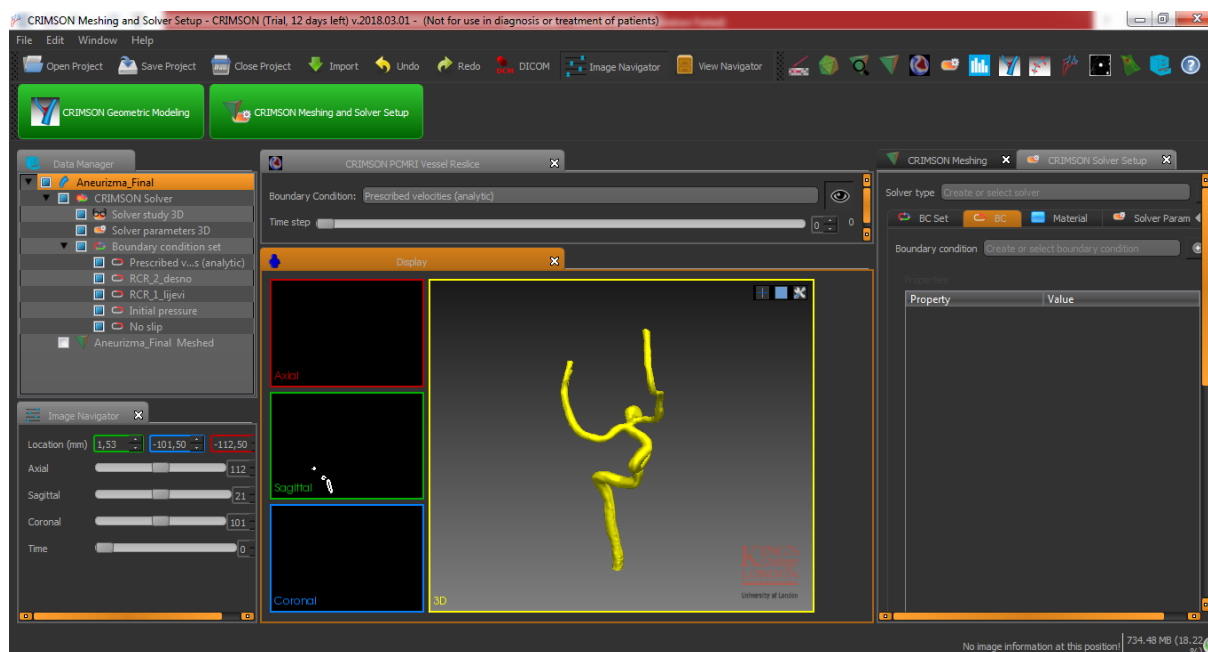 CRIMSON Meshing and Solver Setup - CRIMSON (Trial, 12 days left) v.2018.03.01 - (Not for use in diagnosis or treatment of patients)
File Edit Window Help
Open Project Save Project Close Project Import Undo Redo DCM DICOM Image Navigator View Navigator
CRIMSON Geometric Modeling CRIMSON Meshing and Solver Setup
Data Manager
Aneurizma_Final
CRIMSON Solver
Solver study 3D
Solver parameters 3D
Boundary condition set
Prescribed v...s (analytic)
RCR_2_desno
RCR_1_lijevi
Initial pressure
No slip
Aneurizma_Final Meshed
Image Navigator
Location (mm) 1,53 -101,50 -112,50
Axial 112
Sagittal 21
Coronal 101
Time 0
CRIMSON PCMRI Vessel Reslice
Boundary Condition: Prescribed velocities (analytic)
Time step 0 0
Display
Axial
Sagittal
Coronal
3D
KING'S
College
LONDON
University of London
CRIMSON Meshing CRIMSON Solver Setup
Solver type Create or select solver
BC Set BC Material Solver Param
Boundary condition Create or select boundary condition
Properties
Property Value
No image information at this position! 734.48 MB (18.22
%)